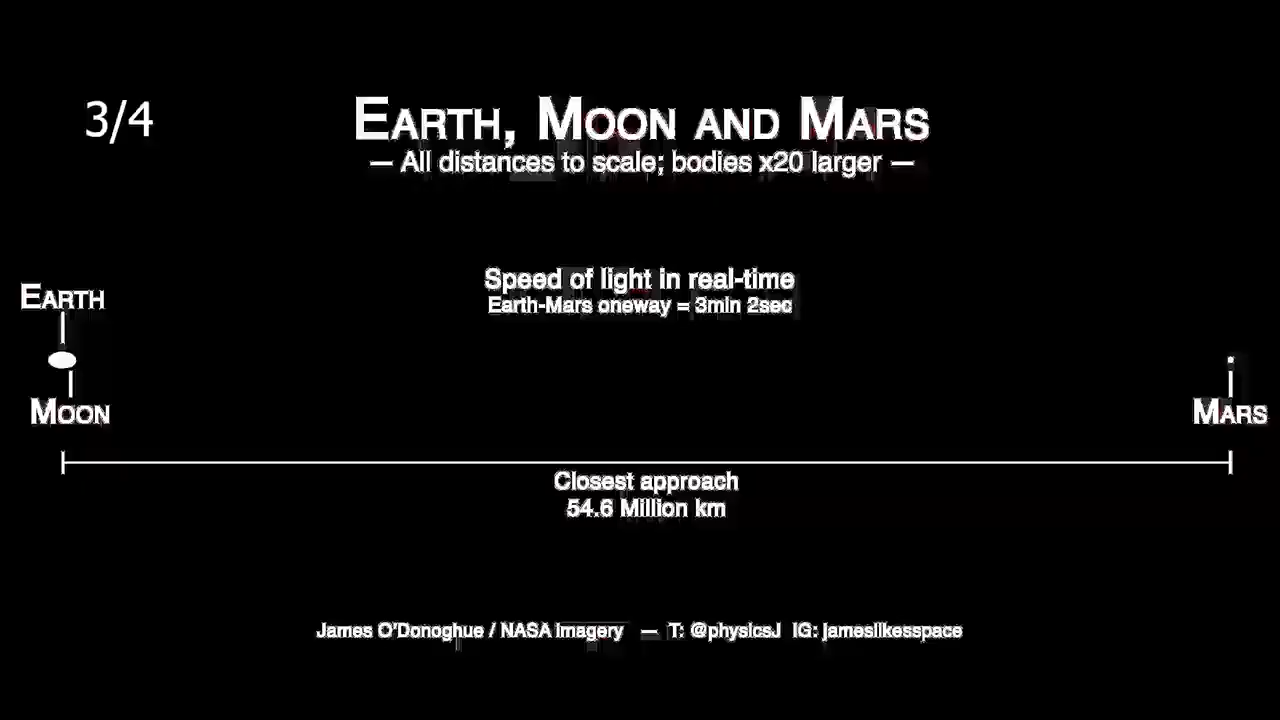 3/4
EARTH, MOON AND MARS
— All distances to scale; bodies x20 larger —
Speed of light in real-time
Earth-Mars oneway = 3min 2sec
EARTH
MOON
MARS
Closest approach
54.6 Million km
James O'Donoghue / NASA imagery — T: @physicsJ IG: jameslikesspace